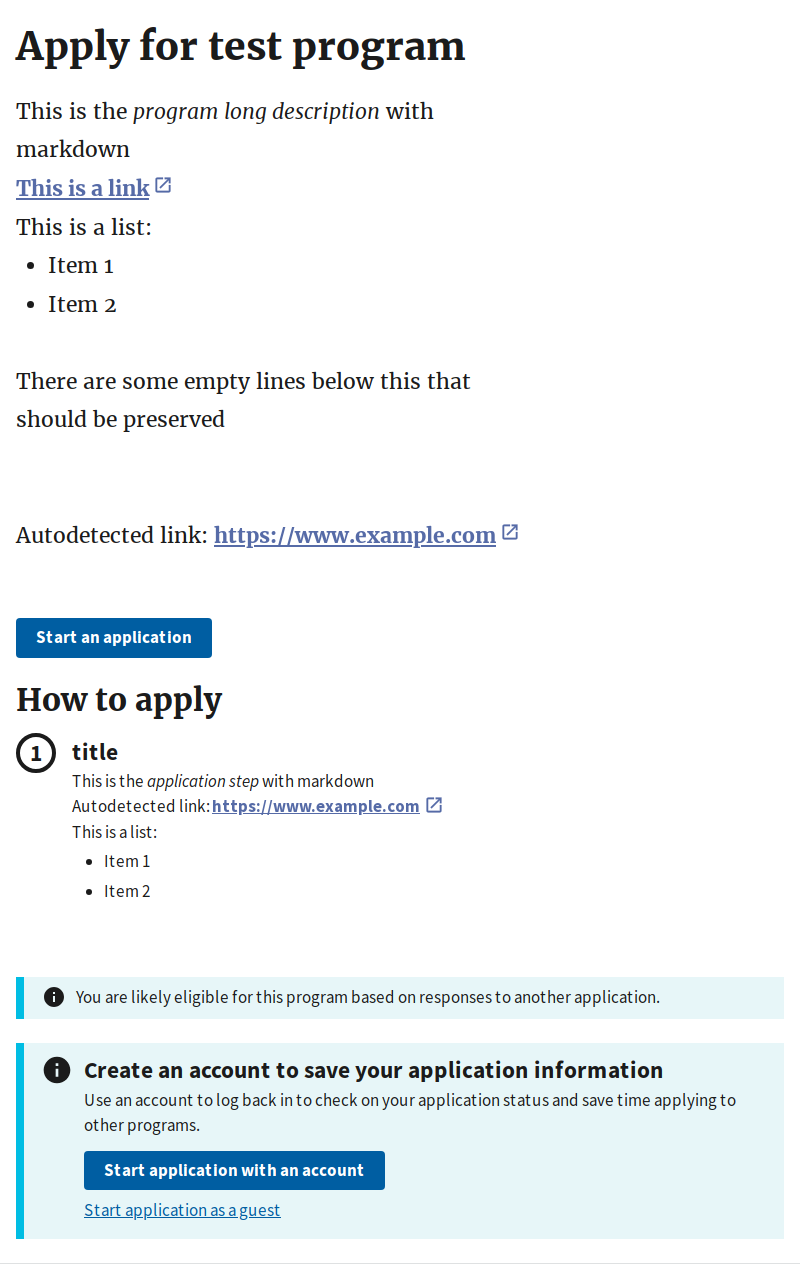 Apply for test program
This is the program long description with
markdown
This is a link
This is a list:
• Item 1
• Item 2
There are some empty lines below this that
should be preserved
Autodetected link: https://www.example.com
Start an application
How to apply
1 title
This is the application step with markdown
Autodetected link: https://www.example.com
This is a list:
• Item 1
• Item 2
You are likely eligible for this program based on responses to another application.
Create an account to save your application information
Use an account to log back in to check on your application status and save time applying to
other programs.
Start application with an account
Start application as a guest